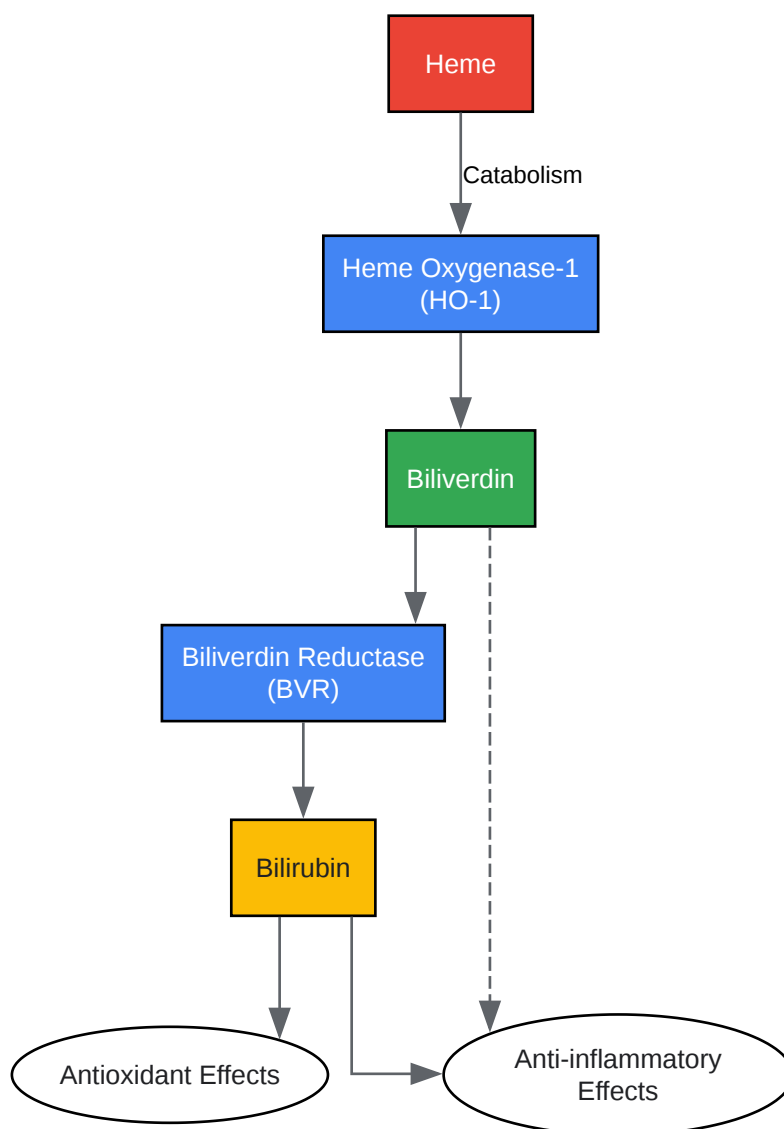 Heme
Catabolism
Heme Oxygenase-1
(HO-1)
Biliverdin
Biliverdin Reductase
(BVR)
Bilirubin
Antioxidant Effects
Anti-inflammatory
Effects